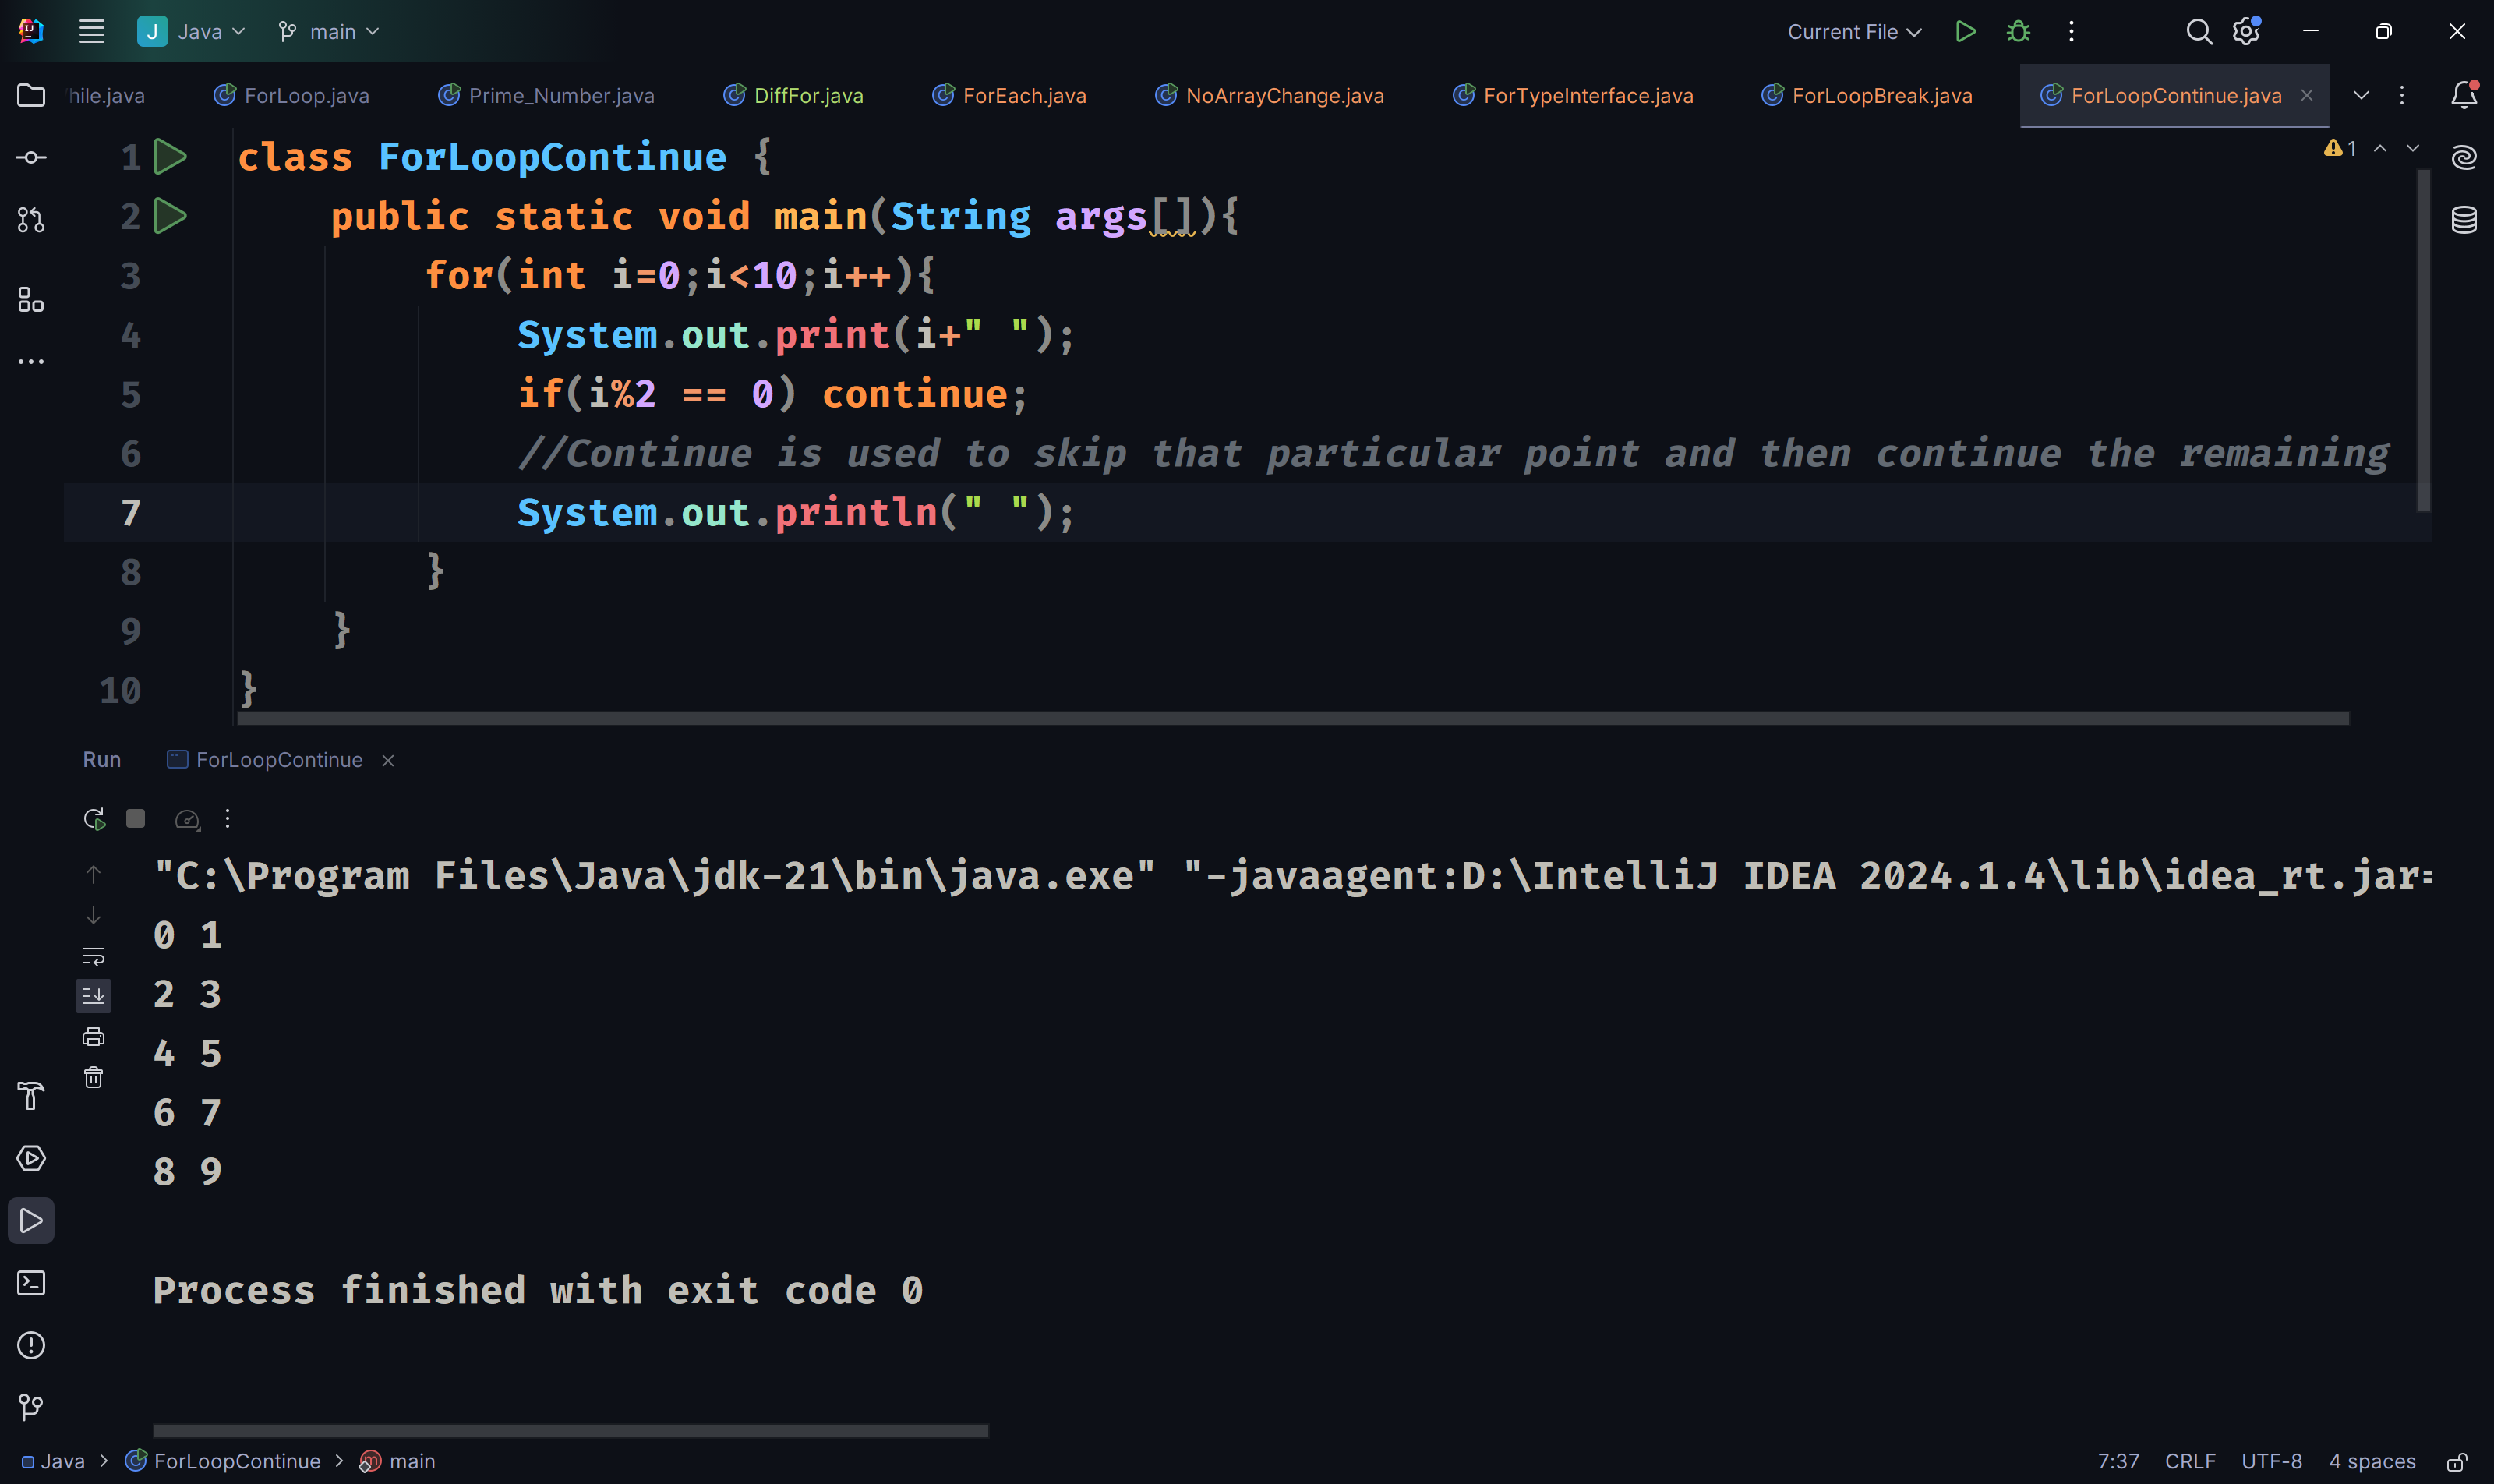 J Java main Current File
hile.java ForLoop.java Prime_Number.java DiffFor.java ForEach.java NoArrayChange.java ForTypeInterface.java ForLoopBreak.java ForLoopContinue.java
1 class ForLoopContinue {
1
2 public static void main(String args[]){
3 for(int i=0;i<10;i++){
4 System.out.print(i+" ");
5 if(i%2 == 0) continue;
6 //Continue is used to skip that particular point and then continue the remaining
7 System.out.println(" ");
8 }
9 }
10 }
Run ForLoopContinue
"C:\Program Files\Java\jdk-21\bin\java.exe" "-javaagent:D:\IntelliJ IDEA 2024.1.4\lib\idea_rt.jar=
0 1
2 3
4 5
6 7
8 9
Process finished with exit code 0
Java > ForLoopContinue > main 7:37 CRLF UTF-8 4 spaces